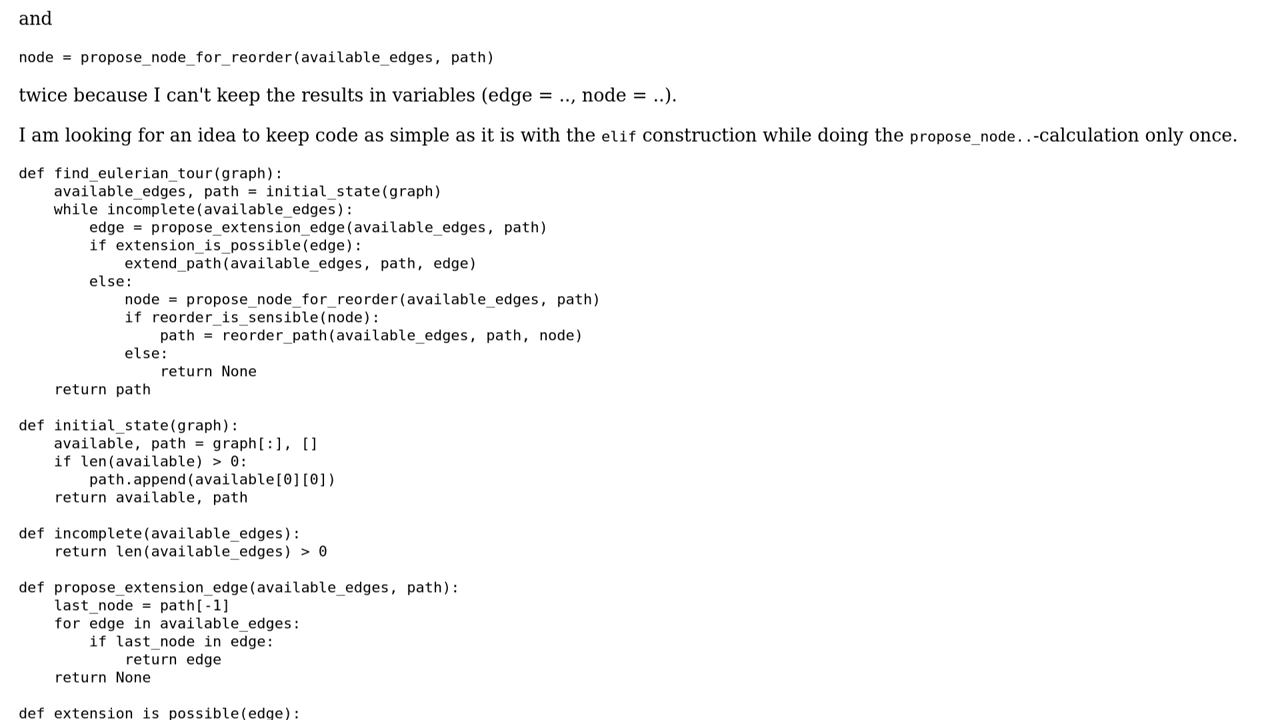 and
node = propose_node_for_reorder(available_edges, path)
twice because I can't keep the results in variables (edge = .., node = ..).
I am looking for an idea to keep code as simple as it is with the elif construction while doing the propose_node..-calculation only once.
def find_eulerian_tour(graph):
    available_edges, path = initial_state(graph)
    while incomplete(available_edges):
        edge = propose_extension_edge(available_edges, path)
        if extension_is_possible(edge):
            extend_path(available_edges, path, edge)
        else:
            node = propose_node_for_reorder(available_edges, path)
            if reorder_is_sensible(node):
                path = reorder_path(available_edges, path, node)
            else:
                return None
    return path
def initial_state(graph):
    available, path = graph[:], []
    if len(available) > 0:
        path.append(available[0][0])
    return available, path
def incomplete(available_edges):
    return len(available_edges) > 0
def propose_extension_edge(available_edges, path):
    last_node = path[-1]
    for edge in available_edges:
        if last_node in edge:
            return edge
    return None
def extension_is_possible(edge):